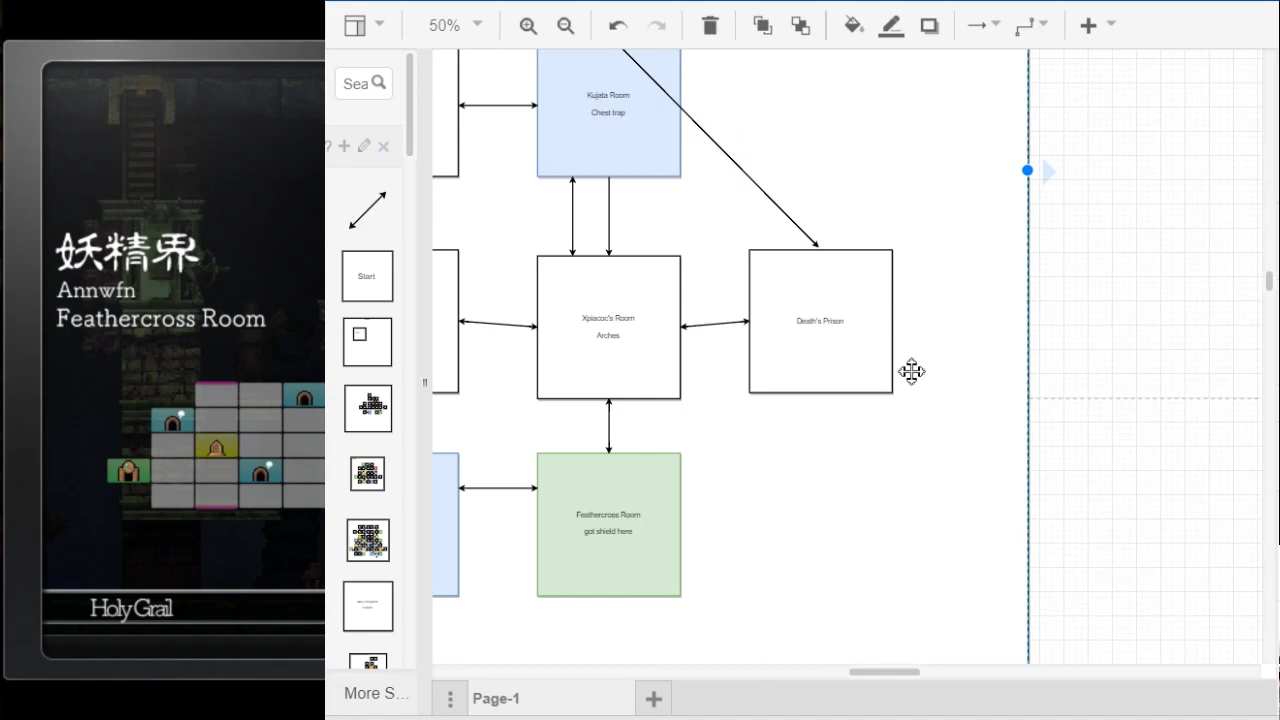 50%
Sea
?
Start
More S...
妖精界
Annwfn
Feathercross Room
Holy Grail
Kujata Room
Chest trap
Xpiacoc's Room
Arches
Death's Prison
Feathercross Room
got shield here
Page-1